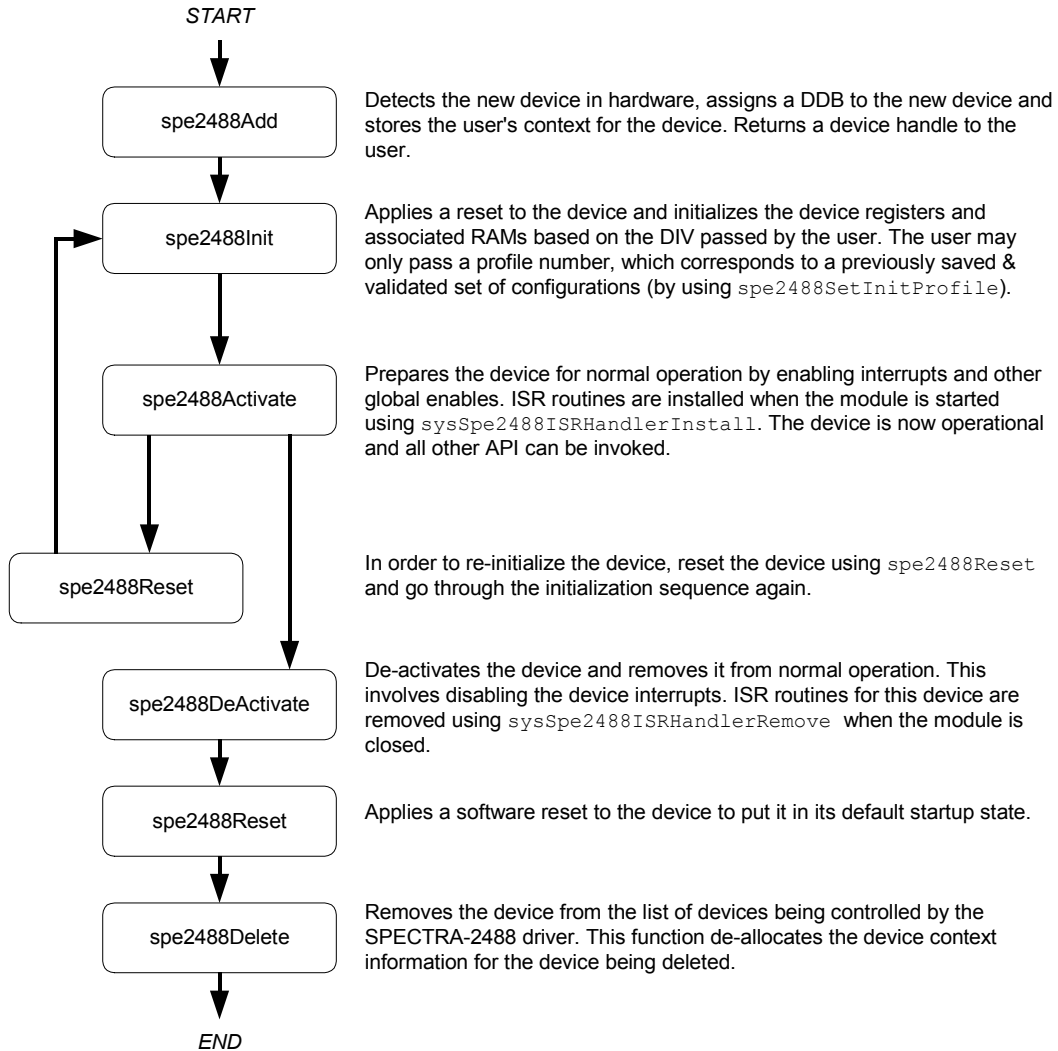 START
spe2488Add
Detects the new device in hardware, assigns a DDB to the new device and
stores the user's context for the device. Returns a device handle to the
user.
spe2488Init
Applies a reset to the device and initializes the device registers and
associated RAMs based on the DIV passed by the user. The user may
only pass a profile number, which corresponds to a previously saved &
validated set of configurations (by using spe2488SetInitProfile).
spe2488Activate
Prepares the device for normal operation by enabling interrupts and other
global enables. ISR routines are installed when the module is started
using sysSpe2488ISRHandlerInstall. The device is now operational
and all other API can be invoked.
spe2488Reset
In order to re-initialize the device, reset the device using spe2488Reset
and go through the initialization sequence again.
spe2488DeActivate
De-activates the device and removes it from normal operation. This
involves disabling the device interrupts. ISR routines for this device are
removed using sysSpe2488ISRHandlerRemove when the module is
closed.
spe2488Reset
Applies a software reset to the device to put it in its default startup state.
spe2488Delete
Removes the device from the list of devices being controlled by the
SPECTRA-2488 driver. This function de-allocates the device context
information for the device being deleted.
END